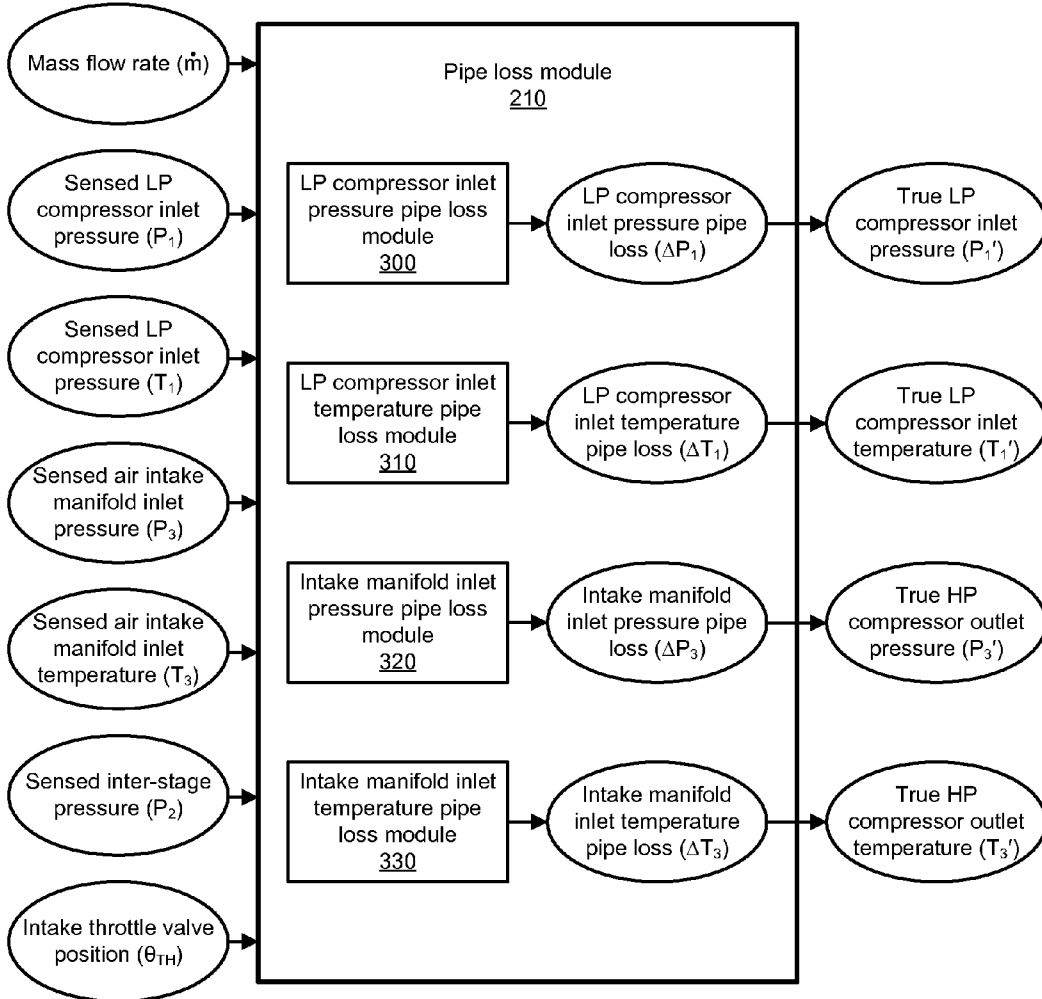 Mass flow rate (ṁ)
Sensed LP
compressor inlet
pressure (P₁)
Sensed LP
compressor inlet
pressure (T₁)
Sensed air intake
manifold inlet
pressure (P₃)
Sensed air intake
manifold inlet
temperature (T₃)
Sensed inter-stage
pressure (P₂)
Intake throttle valve
position (θ_TH)
Pipe loss module
210
LP compressor inlet
pressure pipe loss
module
300
LP compressor
inlet pressure pipe
loss (ΔP₁)
True LP
compressor inlet
pressure (P₁′)
LP compressor inlet
temperature pipe
loss module
310
LP compressor
inlet temperature
pipe loss (ΔT₁)
True LP
compressor inlet
temperature (T₁′)
Intake manifold inlet
pressure pipe loss
module
320
Intake manifold
inlet pressure pipe
loss (ΔP₃)
True HP
compressor outlet
pressure (P₃′)
Intake manifold inlet
temperature pipe
loss module
330
Intake manifold
inlet temperature
pipe loss (ΔT₃)
True HP
compressor outlet
temperature (T₃′)